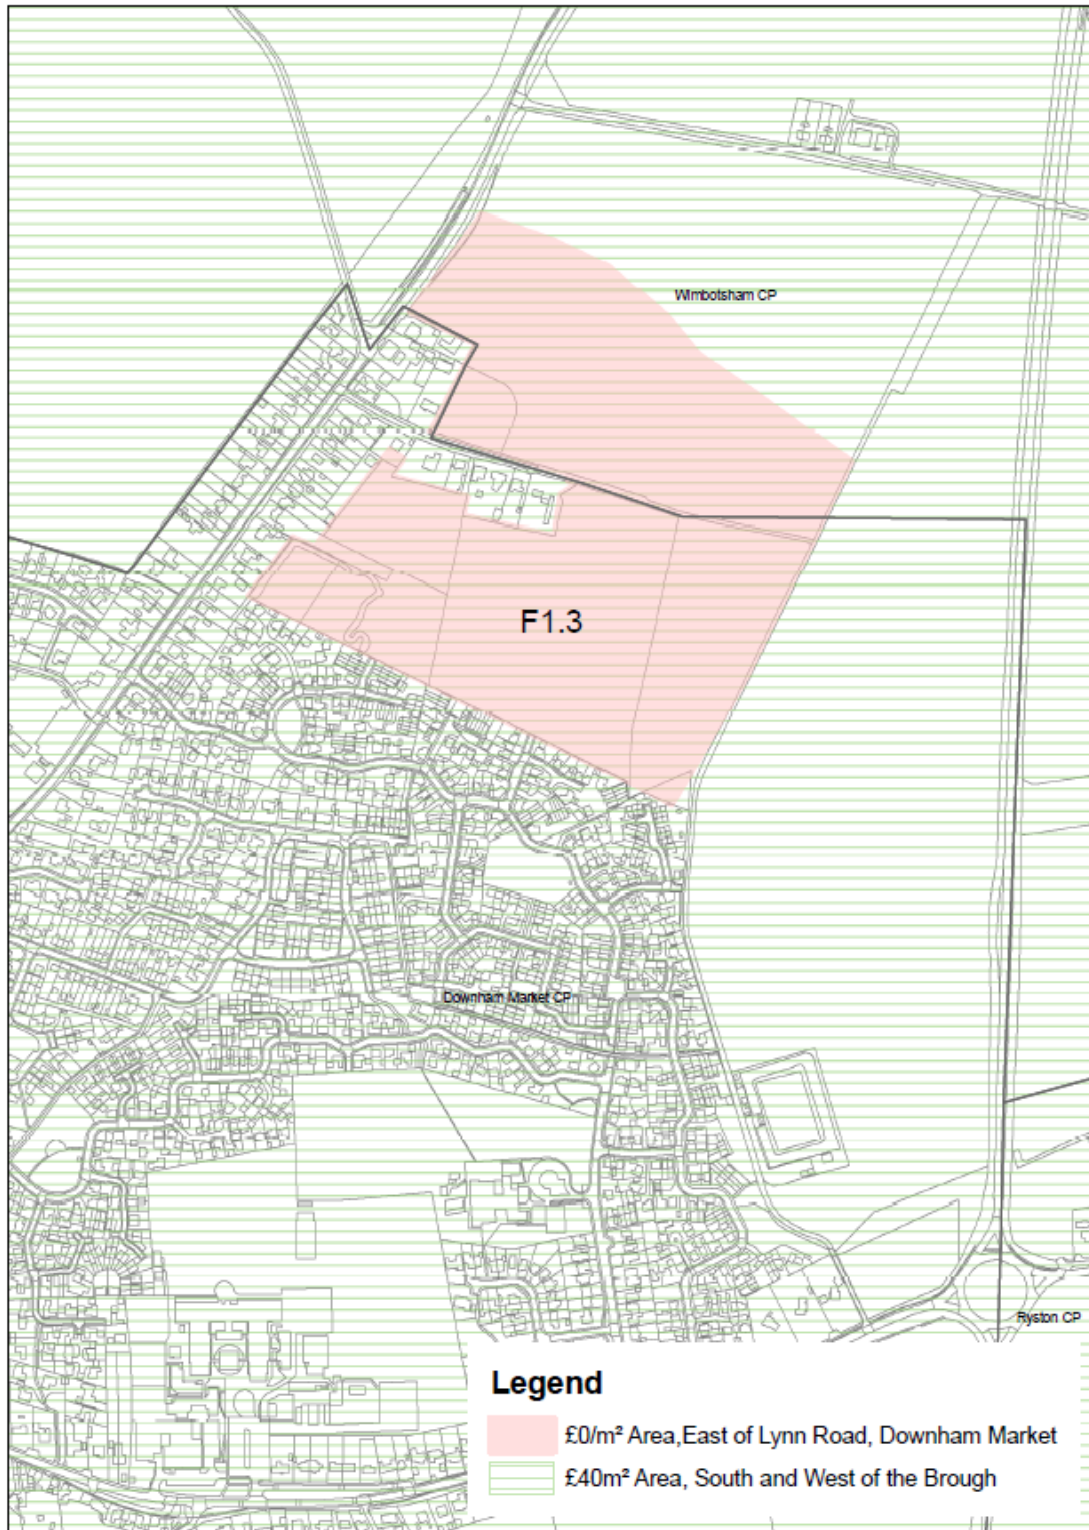 Wimbotsham CP
F1.3
Downham Market CP
Ryston CP
Legend
£0/m² Area,East of Lynn Road, Downham Market
£40m² Area, South and West of the Brough